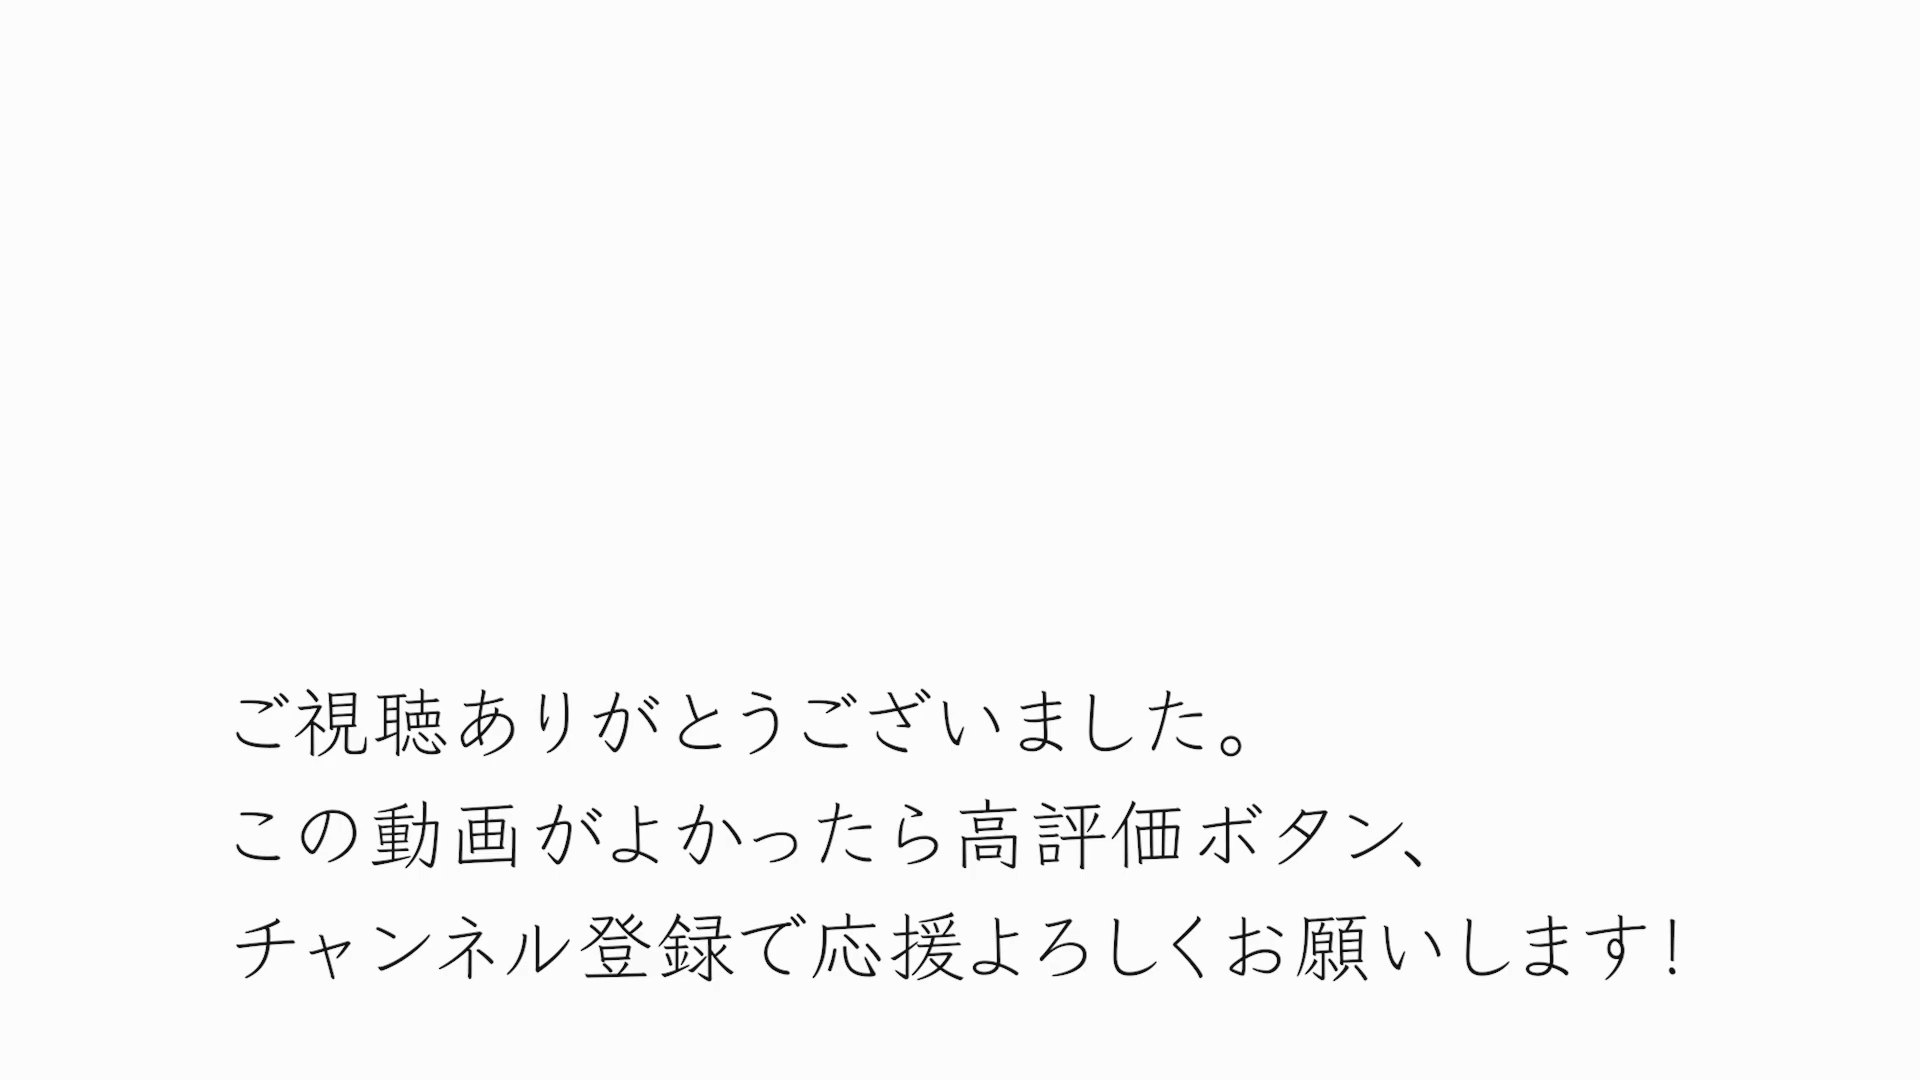 ご視聴ありがとうございました。
この動画がよかったら高評価ボタン、
チャンネル登録で応援よろしくお願いします!